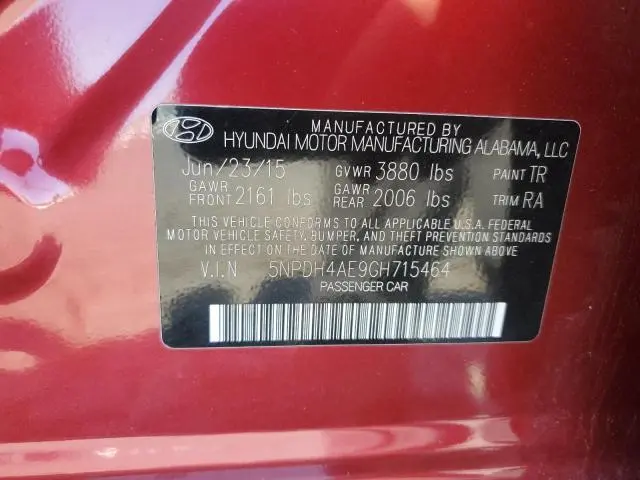 MANUFACTURED BY
HYUNDAI MOTOR MANUFACTURING ALABAMA, LLC
Jun/23/15 GVWR 3880 lbs PAINT TR
GAWR FRONT 2161 lbs GAWR REAR 2006 lbs TRIM RA
THIS VEHICLE CONFORMS TO ALL APPLICABLE U.S.A. FEDERAL
MOTOR VEHICLE SAFETY, BUMPER, AND THEFT PREVENTION STANDARDS
IN EFFECT ON THE DATE OF MANUFACTURE SHOWN ABOVE
V.I.N 5NPDH4AE9GH715464
PASSENGER CAR